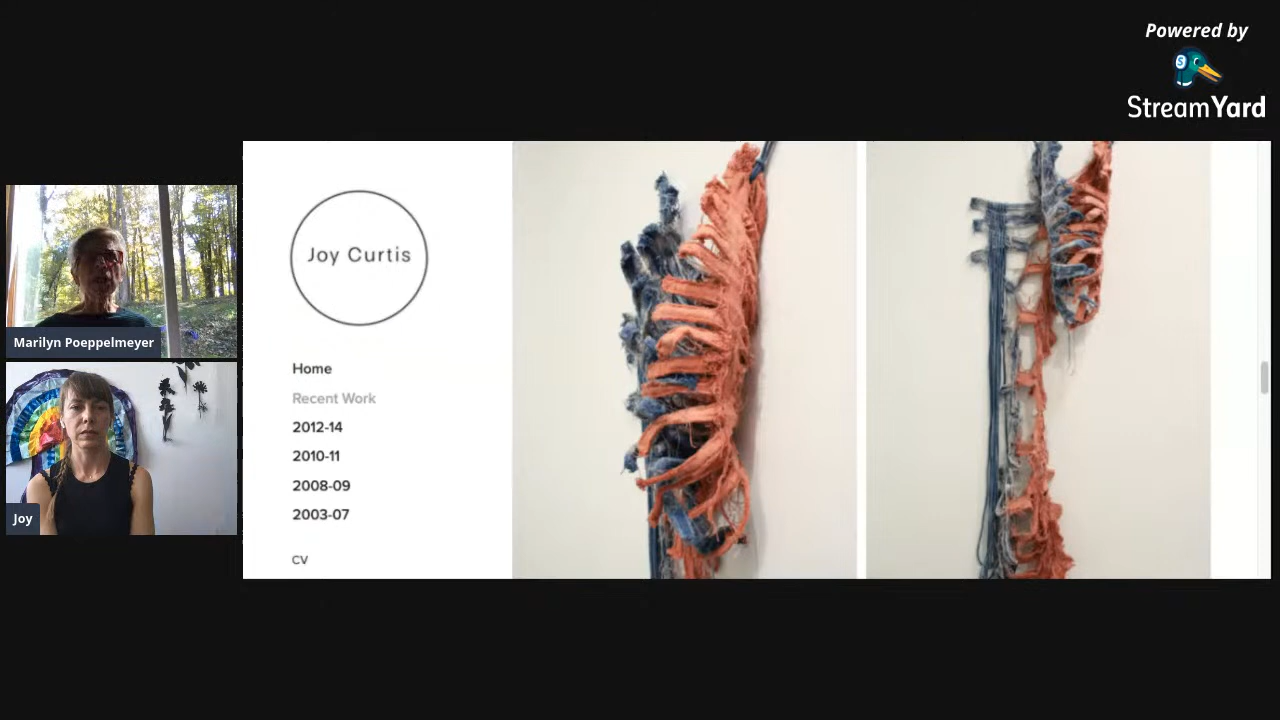 Powered by
StreamYard
Marilyn Poeppelmeyer
Joy
Joy Curtis
Home
Recent Work
2012-14
2010-11
2008-09
2003-07
CV